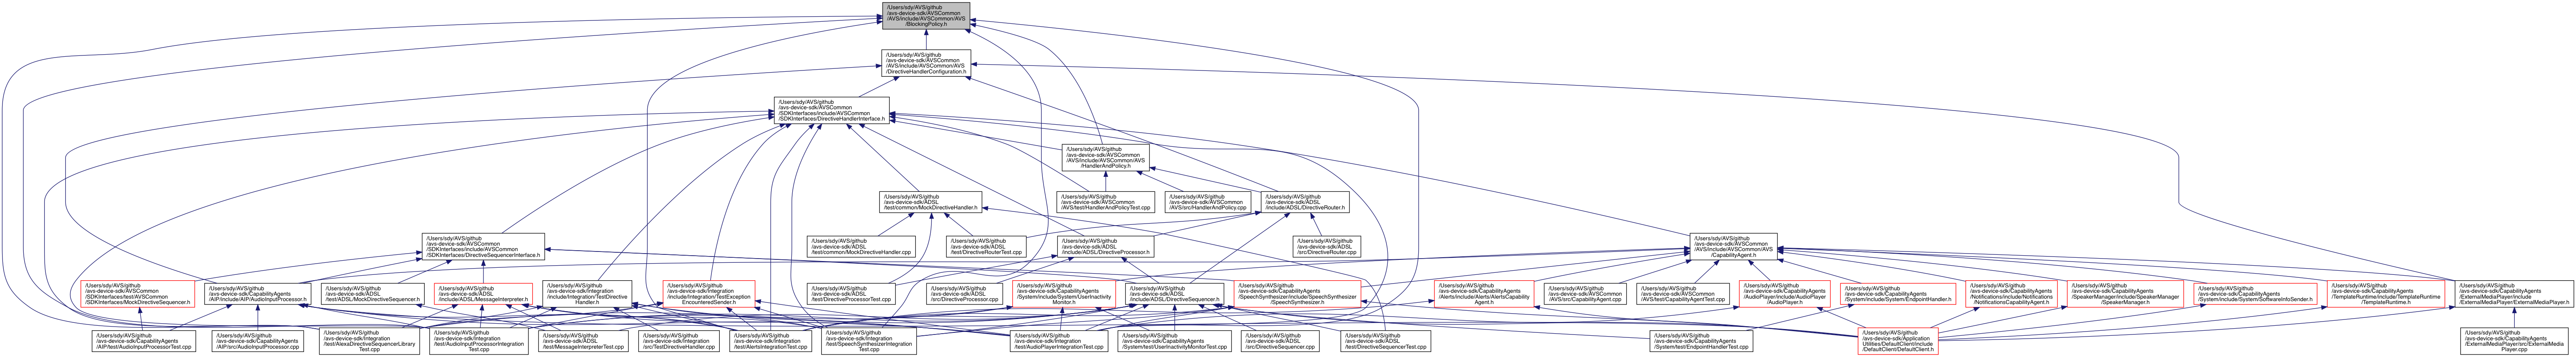 /Users/sdy/AVS/github
/avs-device-sdk/AVSCommon
/AVS/include/AVSCommon/AVS
/BlockingPolicy.h
/Users/sdy/AVS/github
/avs-device-sdk/AVSCommon
/AVS/include/AVSCommon/AVS
/DirectiveHandlerConfiguration.h
/Users/sdy/AVS/github
/avs-device-sdk/AVSCommon
/SDKInterfaces/include/AVSCommon
/SDKInterfaces/DirectiveHandlerInterface.h
/Users/sdy/AVS/github
/avs-device-sdk/AVSCommon
/AVS/include/AVSCommon/AVS
/HandlerAndPolicy.h
/Users/sdy/AVS/github
/avs-device-sdk/ADSL
/test/common/MockDirectiveHandler.h
/Users/sdy/AVS/github
/avs-device-sdk/AVSCommon
/AVS/test/HandlerAndPolicyTest.cpp
/Users/sdy/AVS/github
/avs-device-sdk/AVSCommon
/AVS/src/HandlerAndPolicy.cpp
/Users/sdy/AVS/github
/avs-device-sdk/ADSL
/include/ADSL/DirectiveRouter.h
/Users/sdy/AVS/github
/avs-device-sdk/AVSCommon
/SDKInterfaces/include/AVSCommon
/SDKInterfaces/DirectiveSequencerInterface.h
/Users/sdy/AVS/github
/avs-device-sdk/ADSL
/test/common/MockDirectiveHandler.cpp
/Users/sdy/AVS/github
/avs-device-sdk/ADSL
/test/DirectiveRouterTest.cpp
/Users/sdy/AVS/github
/avs-device-sdk/ADSL
/include/ADSL/DirectiveProcessor.h
/Users/sdy/AVS/github
/avs-device-sdk/ADSL
/src/DirectiveRouter.cpp
/Users/sdy/AVS/github
/avs-device-sdk/AVSCommon
/AVS/include/AVSCommon/AVS
/CapabilityAgent.h
/Users/sdy/AVS/github
/avs-device-sdk/AVSCommon
/SDKInterfaces/test/AVSCommon
/SDKInterfaces/MockDirectiveSequencer.h
/Users/sdy/AVS/github
/avs-device-sdk/CapabilityAgents
/AIP/include/AIP/AudioInputProcessor.h
/Users/sdy/AVS/github
/avs-device-sdk/ADSL
/test/ADSL/MockDirectiveSequencer.h
/Users/sdy/AVS/github
/avs-device-sdk/ADSL
/include/ADSL/MessageInterpreter.h
/Users/sdy/AVS/github
/avs-device-sdk/Integration
/include/Integration/TestDirective
Handler.h
/Users/sdy/AVS/github
/avs-device-sdk/Integration
/include/Integration/TestException
EncounteredSender.h
/Users/sdy/AVS/github
/avs-device-sdk/ADSL
/test/DirectiveProcessorTest.cpp
/Users/sdy/AVS/github
/avs-device-sdk/ADSL
/src/DirectiveProcessor.cpp
/Users/sdy/AVS/github
/avs-device-sdk/CapabilityAgents
/System/include/System/UserInactivity
Monitor.h
/Users/sdy/AVS/github
/avs-device-sdk/ADSL
/include/ADSL/DirectiveSequencer.h
/Users/sdy/AVS/github
/avs-device-sdk/CapabilityAgents
/SpeechSynthesizer/include/SpeechSynthesizer
/SpeechSynthesizer.h
/Users/sdy/AVS/github
/avs-device-sdk/CapabilityAgents
/Alerts/include/Alerts/AlertsCapability
Agent.h
/Users/sdy/AVS/github
/avs-device-sdk/AVSCommon
/AVS/src/CapabilityAgent.cpp
/Users/sdy/AVS/github
/avs-device-sdk/AVSCommon
/AVS/test/CapabilityAgentTest.cpp
/Users/sdy/AVS/github
/avs-device-sdk/CapabilityAgents
/AudioPlayer/include/AudioPlayer
/AudioPlayer.h
/Users/sdy/AVS/github
/avs-device-sdk/CapabilityAgents
/System/include/System/EndpointHandler.h
/Users/sdy/AVS/github
/avs-device-sdk/CapabilityAgents
/Notifications/include/Notifications
/NotificationsCapabilityAgent.h
/Users/sdy/AVS/github
/avs-device-sdk/CapabilityAgents
/SpeakerManager/include/SpeakerManager
/SpeakerManager.h
/Users/sdy/AVS/github
/avs-device-sdk/CapabilityAgents
/System/include/System/SoftwareInfoSender.h
/Users/sdy/AVS/github
/avs-device-sdk/CapabilityAgents
/TemplateRuntime/include/TemplateRuntime
/TemplateRuntime.h
/Users/sdy/AVS/github
/avs-device-sdk/CapabilityAgents
/ExternalMediaPlayer/include
/ExternalMediaPlayer/ExternalMediaPlayer.h
/Users/sdy/AVS/github
/avs-device-sdk/CapabilityAgents
/AIP/test/AudioInputProcessorTest.cpp
/Users/sdy/AVS/github
/avs-device-sdk/CapabilityAgents
/AIP/src/AudioInputProcessor.cpp
/Users/sdy/AVS/github
/avs-device-sdk/Integration
/test/AlexaDirectiveSequencerLibrary
Test.cpp
/Users/sdy/AVS/github
/avs-device-sdk/Integration
/test/AudioInputProcessorIntegration
Test.cpp
/Users/sdy/AVS/github
/avs-device-sdk/ADSL
/test/MessageInterpreterTest.cpp
/Users/sdy/AVS/github
/avs-device-sdk/Integration
/src/TestDirectiveHandler.cpp
/Users/sdy/AVS/github
/avs-device-sdk/Integration
/test/AlertsIntegrationTest.cpp
/Users/sdy/AVS/github
/avs-device-sdk/Integration
/test/SpeechSynthesizerIntegration
Test.cpp
/Users/sdy/AVS/github
/avs-device-sdk/Integration
/test/AudioPlayerIntegrationTest.cpp
/Users/sdy/AVS/github
/avs-device-sdk/CapabilityAgents
/System/test/UserInactivityMonitorTest.cpp
/Users/sdy/AVS/github
/avs-device-sdk/ADSL
/src/DirectiveSequencer.cpp
/Users/sdy/AVS/github
/avs-device-sdk/ADSL
/test/DirectiveSequencerTest.cpp
/Users/sdy/AVS/github
/avs-device-sdk/CapabilityAgents
/System/test/EndpointHandlerTest.cpp
/Users/sdy/AVS/github
/avs-device-sdk/Application
Utilities/DefaultClient/include
/DefaultClient/DefaultClient.h
/Users/sdy/AVS/github
/avs-device-sdk/CapabilityAgents
/ExternalMediaPlayer/src/ExternalMedia
Player.cpp